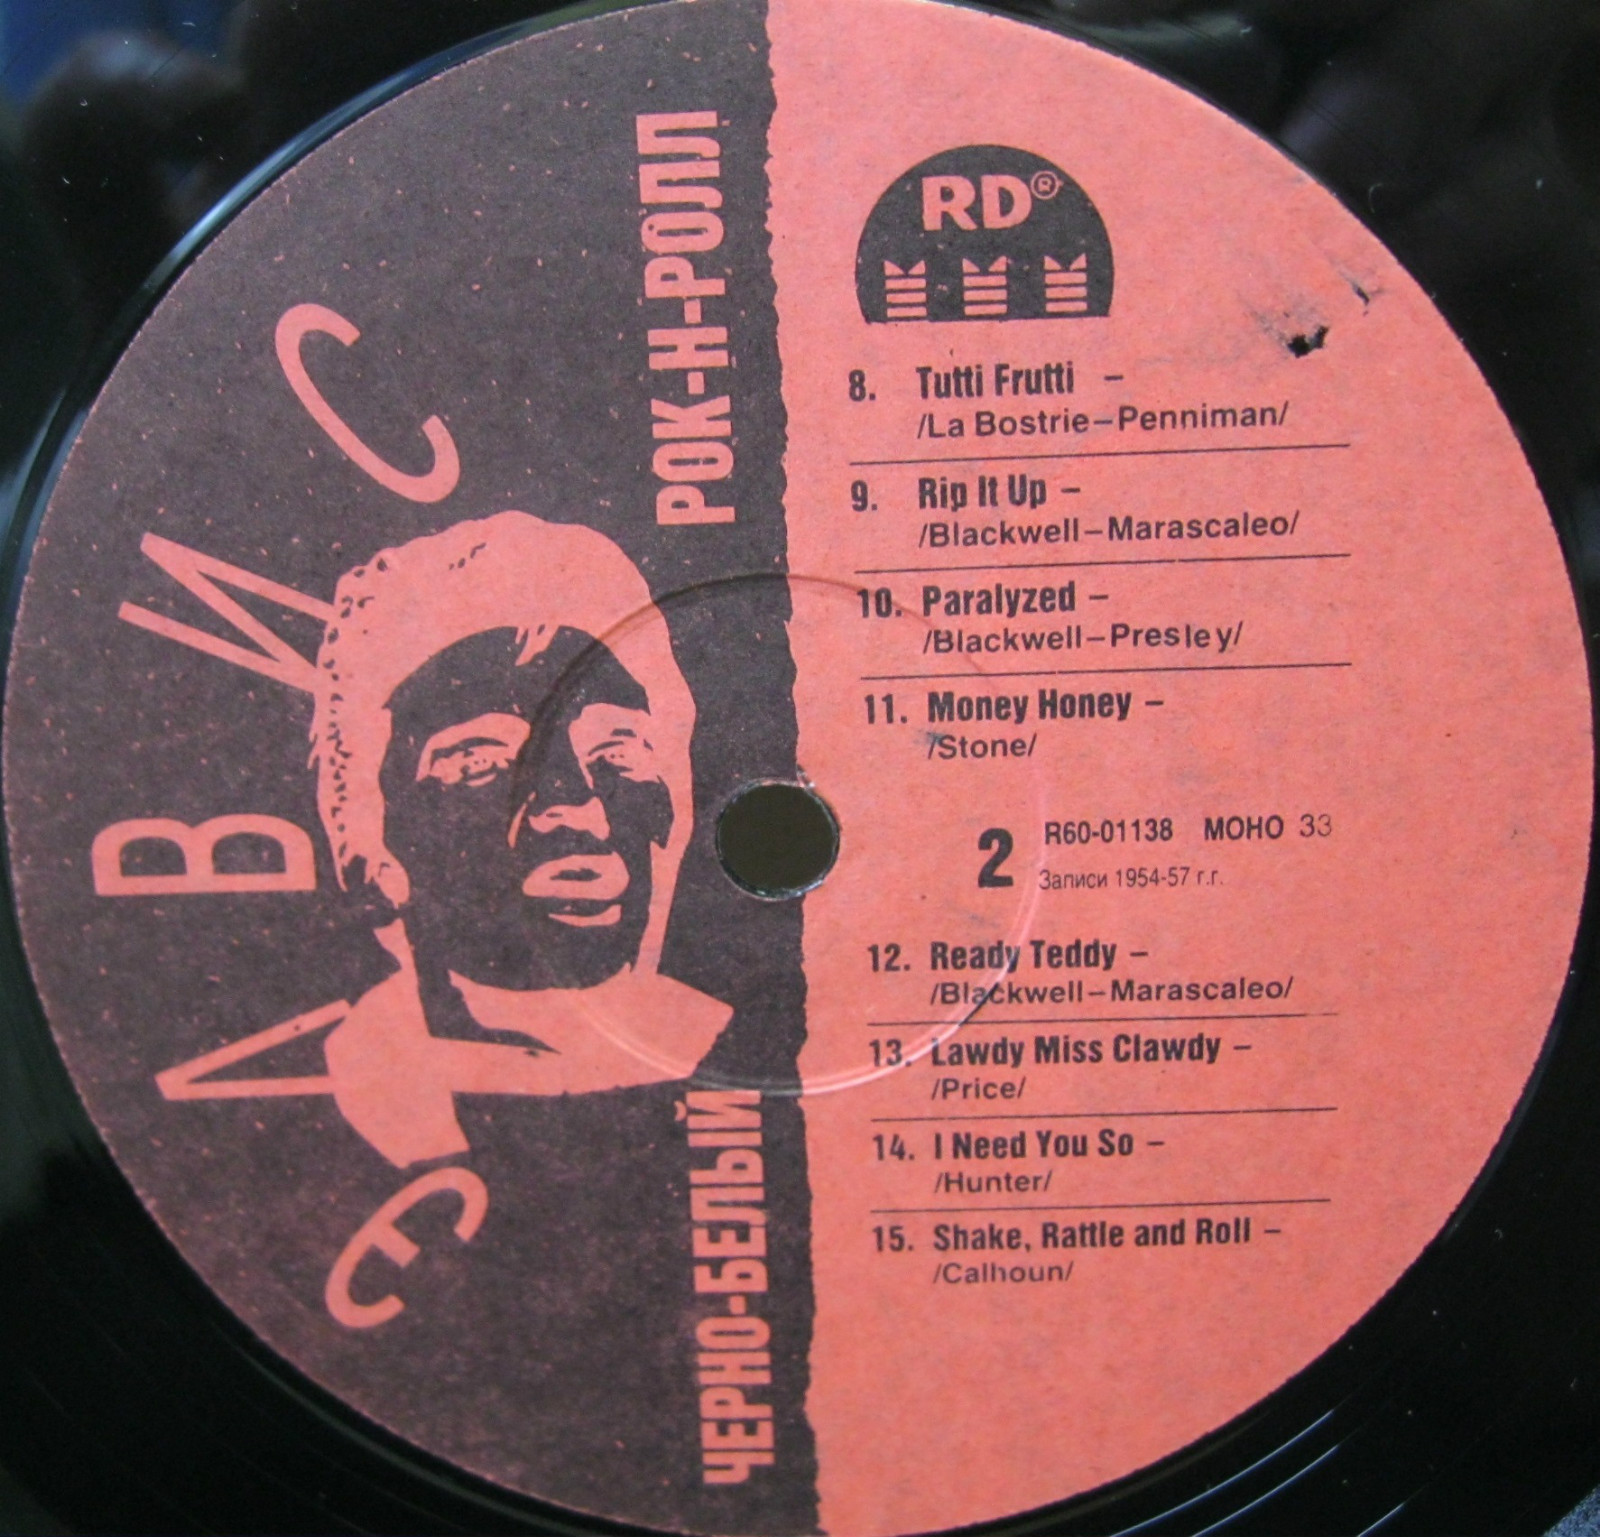 ЭЛВИС
ЧЕРНО-БЕЛЫЙ РОК-Н-РОЛЛ
RD®
8. Tutti Frutti –
/La Bostrie–Penniman/
9. Rip It Up –
/Blackwell–Marascaleo/
10. Paralyzed –
/Blackwell–Presley/
11. Money Honey –
/Stone/
2 R60-01138 МОНО 33
Записи 1954-57 г.г.
12. Ready Teddy –
/Blackwell–Marascaleo/
13. Lawdy Miss Clawdy –
/Price/
14. I Need You So –
/Hunter/
15. Shake, Rattle and Roll –
/Calhoun/